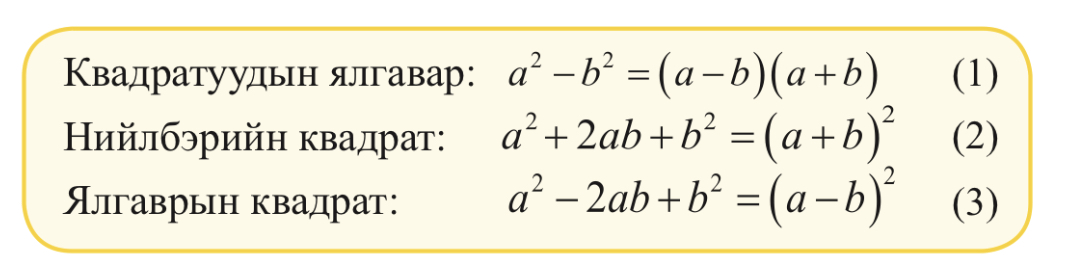 Квадратуудын ялгавар: a² − b² = (a − b)(a + b) (1)
Нийлбэрийн квадрат: a² + 2ab + b² = (a + b)² (2)
Ялгаврын квадрат: a² − 2ab + b² = (a − b)² (3)